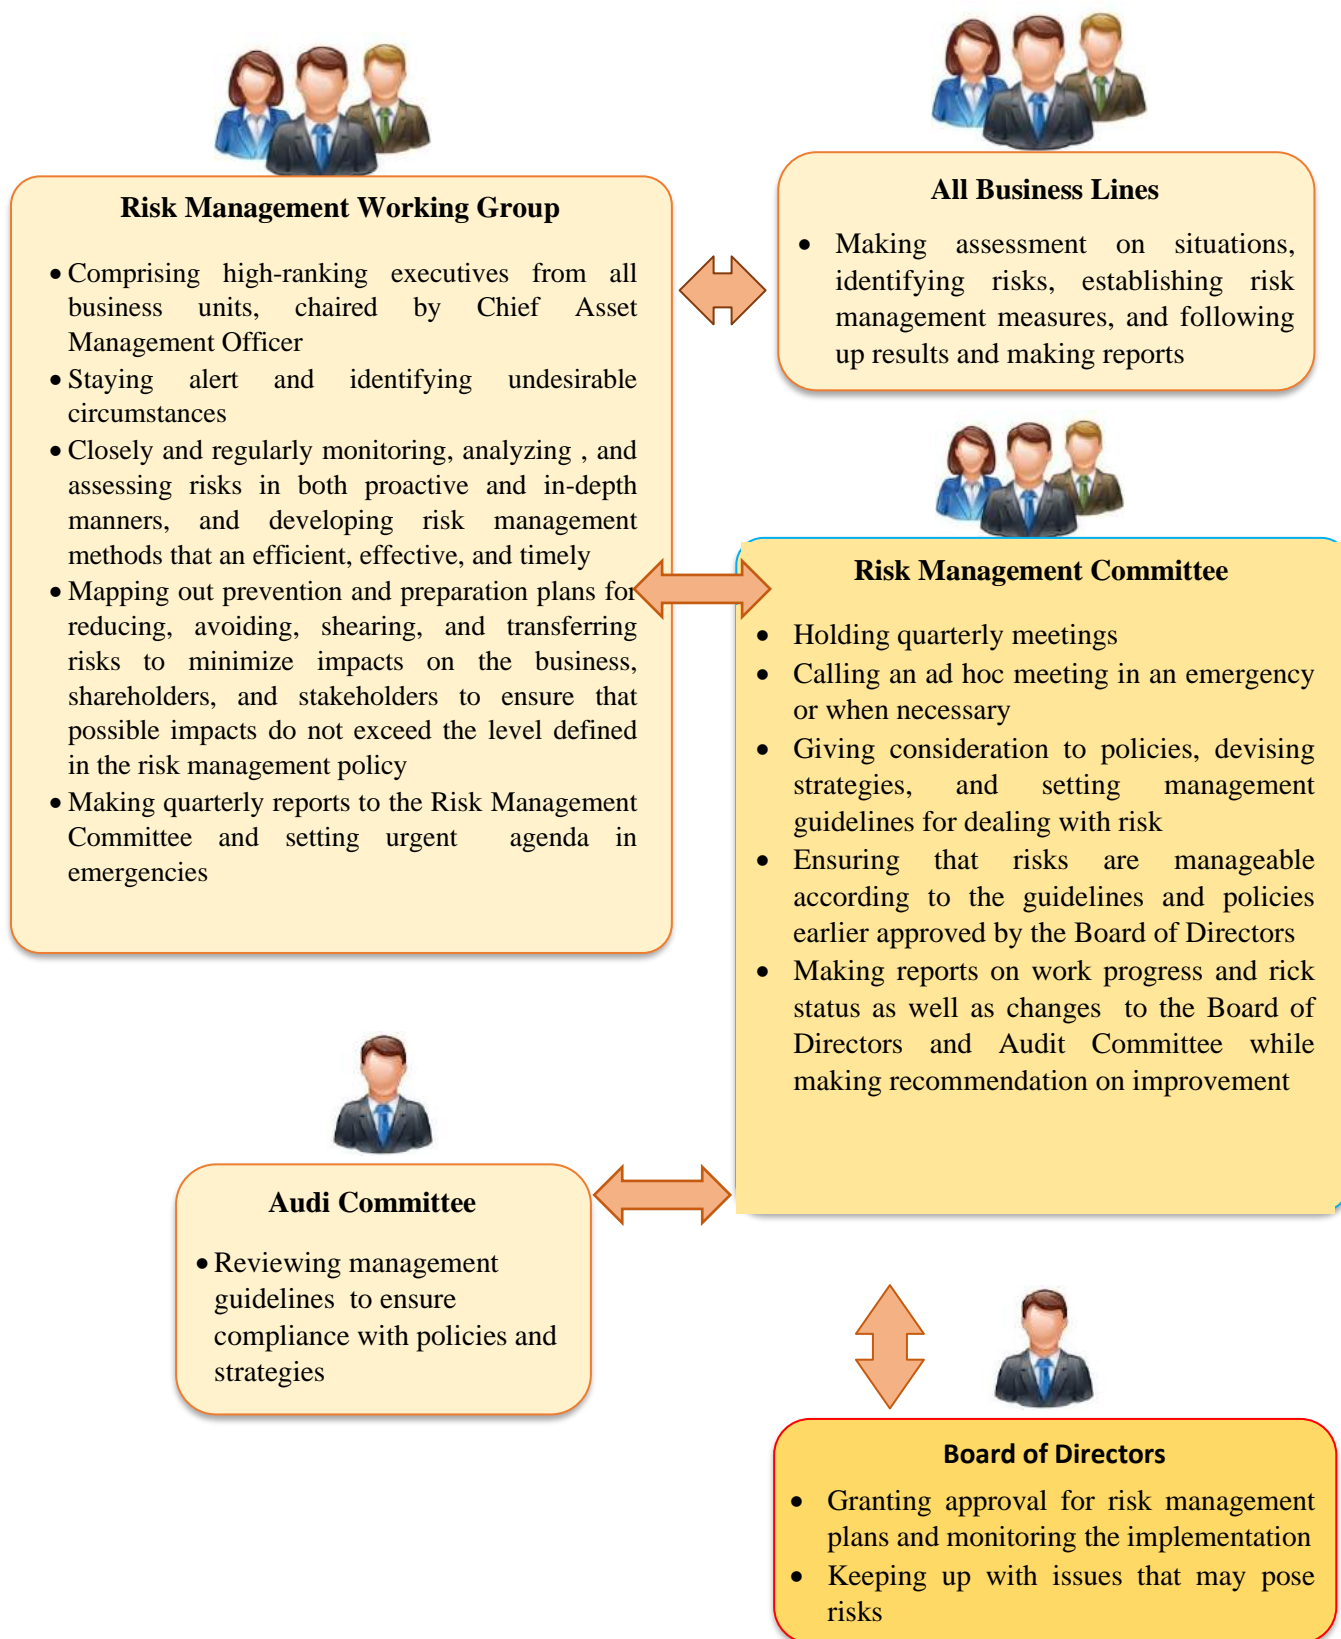 Risk Management Working Group
• Comprising high-ranking executives from all
business units, chaired by Chief Asset
Management Officer
• Staying alert and identifying undesirable
circumstances
• Closely and regularly monitoring, analyzing , and
assessing risks in both proactive and in-depth
manners, and developing risk management
methods that an efficient, effective, and timely
• Mapping out prevention and preparation plans for
reducing, avoiding, shearing, and transferring
risks to minimize impacts on the business,
shareholders, and stakeholders to ensure that
possible impacts do not exceed the level defined
in the risk management policy
• Making quarterly reports to the Risk Management
Committee and setting urgent agenda in
emergencies
All Business Lines
• Making assessment on situations,
identifying risks, establishing risk
management measures, and following
up results and making reports
Risk Management Committee
• Holding quarterly meetings
• Calling an ad hoc meeting in an emergency
or when necessary
• Giving consideration to policies, devising
strategies, and setting management
guidelines for dealing with risk
• Ensuring that risks are manageable
according to the guidelines and policies
earlier approved by the Board of Directors
• Making reports on work progress and rick
status as well as changes to the Board of
Directors and Audit Committee while
making recommendation on improvement
Audi Committee
• Reviewing management
guidelines to ensure
compliance with policies and
strategies
Board of Directors
• Granting approval for risk management
plans and monitoring the implementation
• Keeping up with issues that may pose
risks